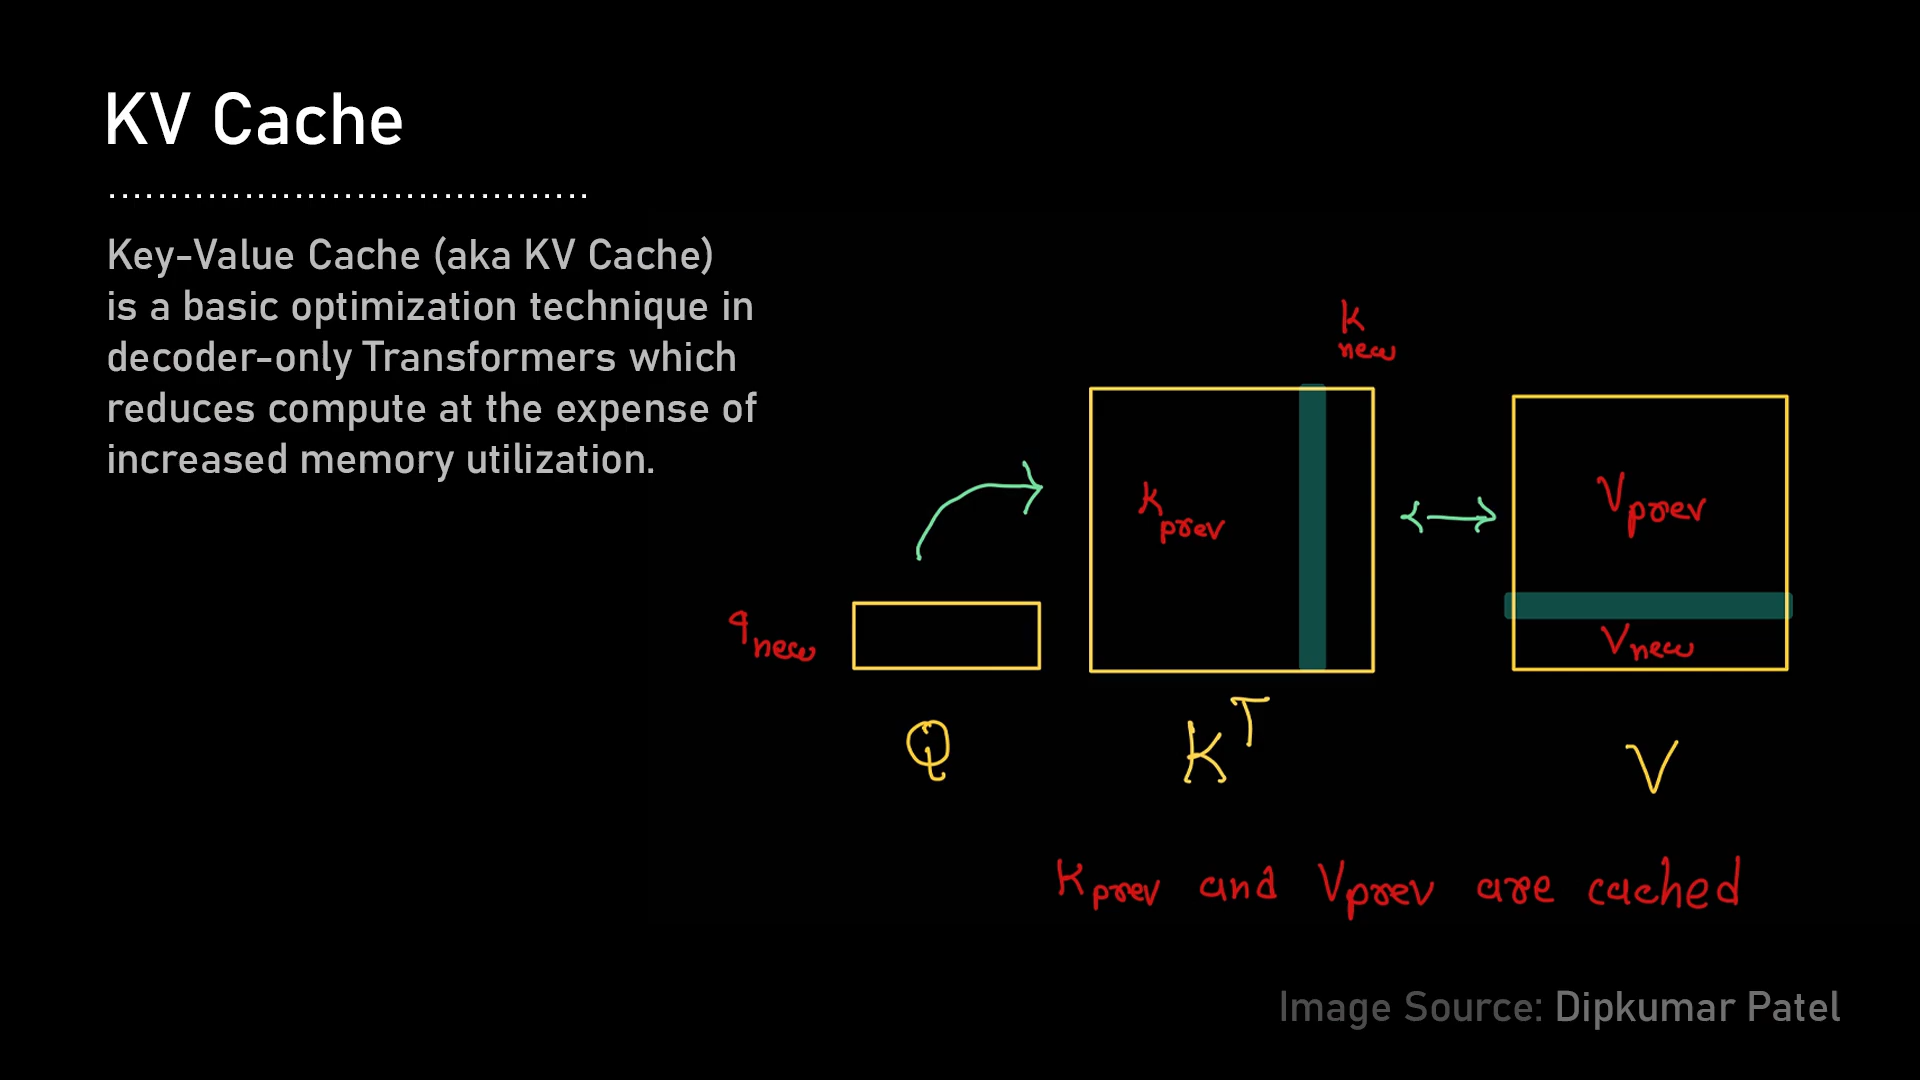 KV Cache
Key-Value Cache (aka KV Cache)
is a basic optimization technique in
decoder-only Transformers which
reduces compute at the expense of
increased memory utilization.
k
new
k prev
V prev
q new
v new
Q
K^T
V
K prev and V prev are cached
Image Source: Dipkumar Patel